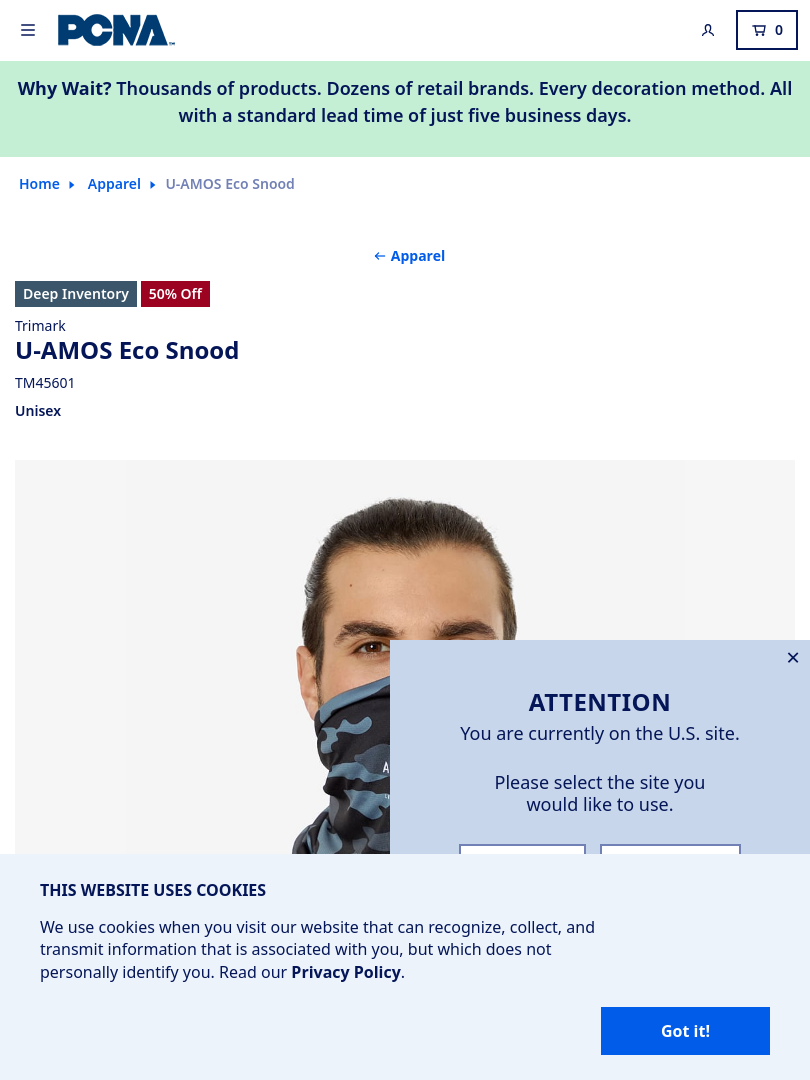 PCNA
0
Why Wait? Thousands of products. Dozens of retail brands. Every decoration method. All
with a standard lead time of just five business days.
Home
Apparel
U-AMOS Eco Snood
← Apparel
Deep Inventory
50% Off
Trimark
U-AMOS Eco Snood
TM45601
Unisex
ATTENTION
You are currently on the U.S. site.
Please select the site you
would like to use.
THIS WEBSITE USES COOKIES
We use cookies when you visit our website that can recognize, collect, and
transmit information that is associated with you, but which does not
personally identify you. Read our Privacy Policy.
Got it!